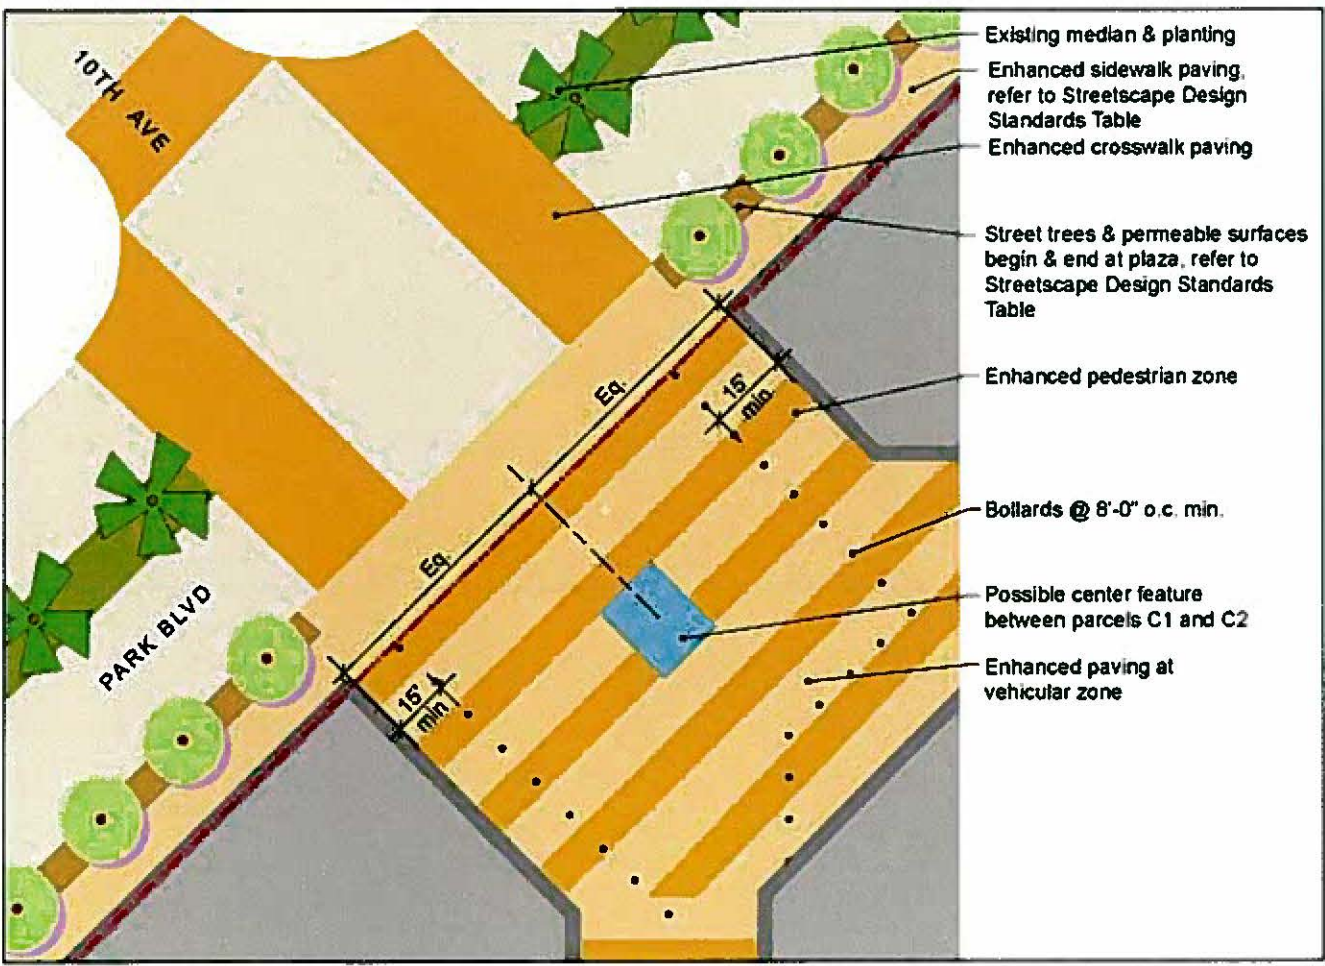 10TH AVE
Existing median & planting
Enhanced sidewalk paving,
refer to Streetscape Design
Standards Table
Enhanced crosswalk paving
Street trees & permeable surfaces
begin & end at plaza, refer to
Streetscape Design Standards
Table
Eq.
15'
min.
Enhanced pedestrian zone
Bollards @ 8'-0" o.c. min.
Eq.
Possible center feature
between parcels C1 and C2
PARK BLVD
15'
min
Enhanced paving at
vehicular zone